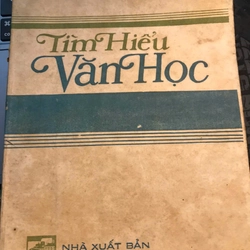 Tìm Hiểu
Văn Học
NHÀ XUẤT BẢN